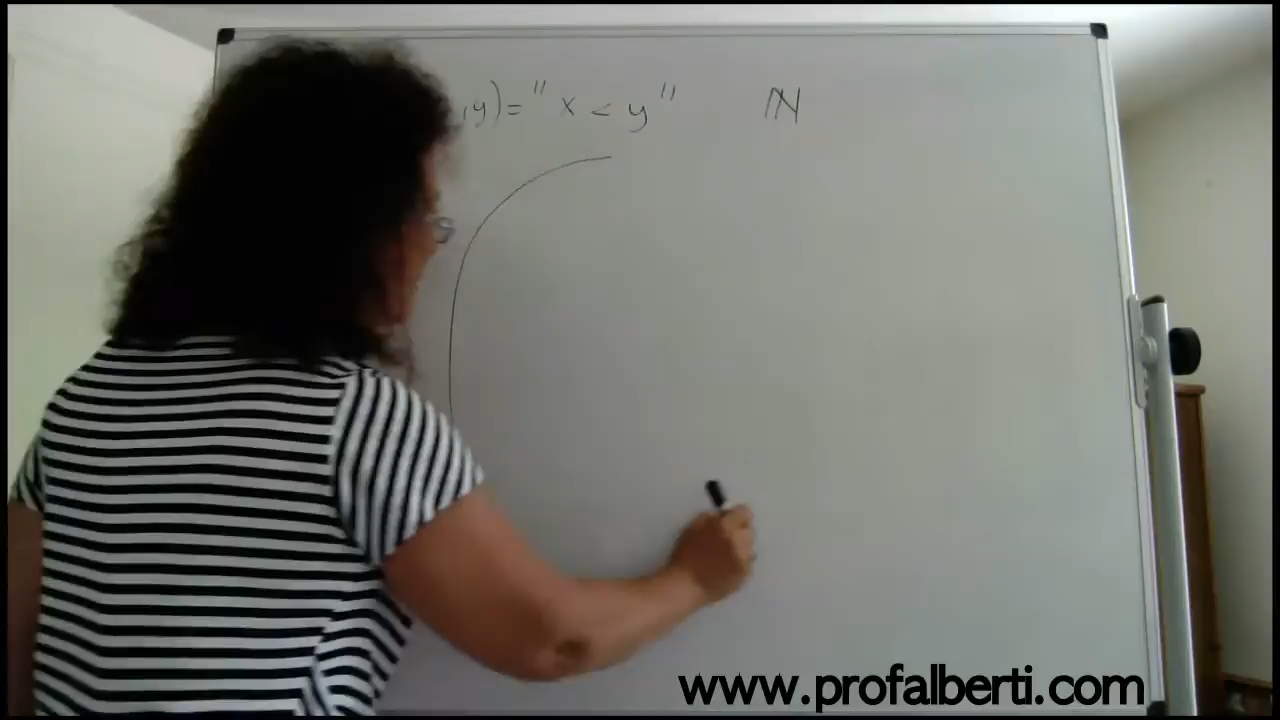 ,y) = " x < y " ℕ
www.profalberti.com